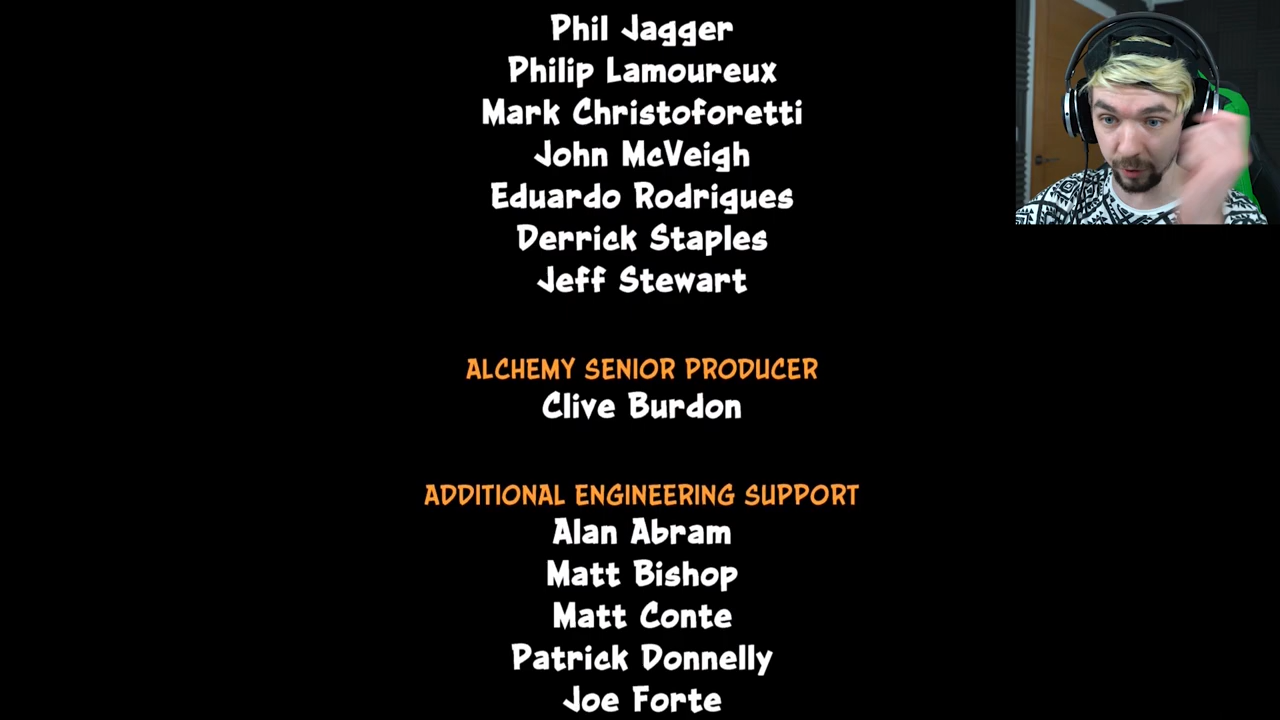 Phil Jagger
Philip Lamoureux
Mark Christoforetti
John McVeigh
Eduardo Rodrigues
Derrick Staples
Jeff Stewart
ALCHEMY SENIOR PRODUCER
Clive Burdon
ADDITIONAL ENGINEERING SUPPORT
Alan Abram
Matt Bishop
Matt Conte
Patrick Donnelly
Joe Forte